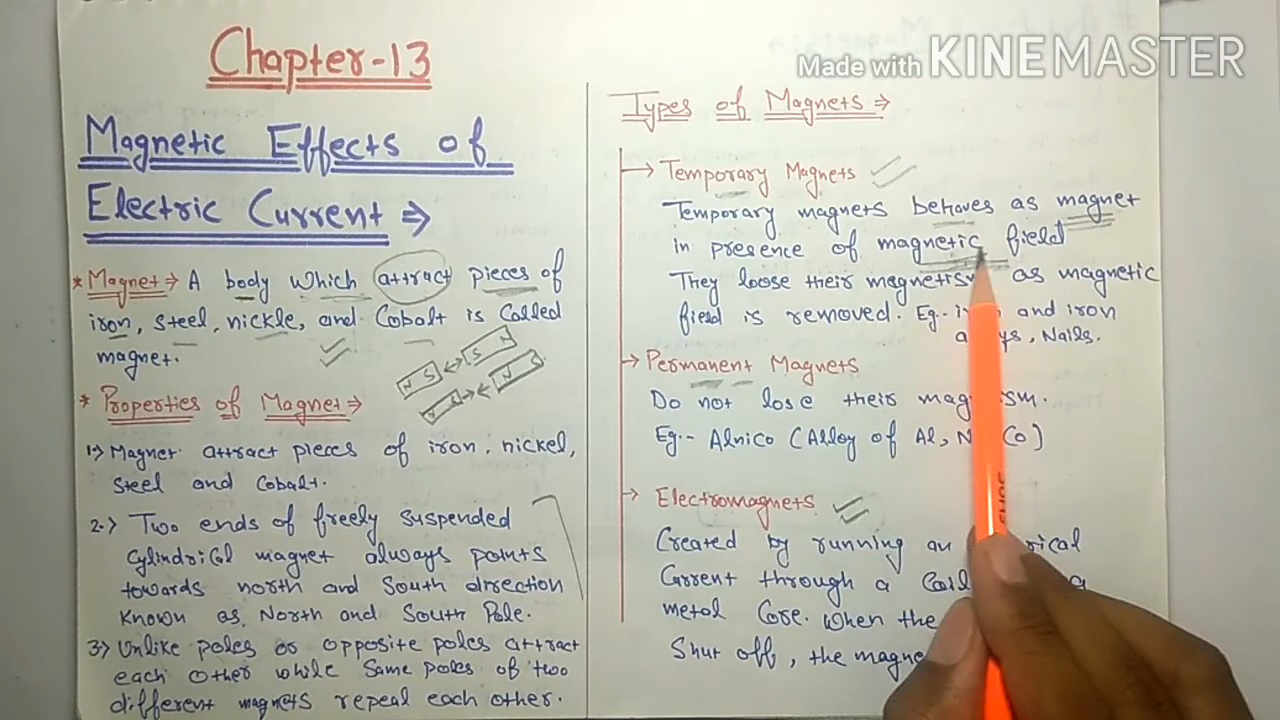 Made with KINEMASTER
Chapter-13
Magnetic Effects of
Electric Current ⇒
* Magnet → A body which attract pieces of
iron, steel, nickle, and Cobalt is Called
magnet.
N S ↔ S N
N S →← N S
* Properties of Magnet ⇒
1.) Magnet attract pieces of iron, nickel,
steel and cobalt.
2.) Two ends of freely suspended
cylindrical magnet always points
towards north and South direction
known as North and South Pole.
3.) Unlike poles or opposite poles attract
each other while Same poles of two
different magnets repeal each other.
Types of Magnets ⇒
→ Temporary Magnets
Temporary magnets behaves as magnet
in presence of magnetic field
They loose their magnetism as magnetic
field is removed. Eg.- and iron
Nails.
→ Permanent Magnets
Do not lose their
Eg.- Alnico (Alloy of Al, Co)
→ Electromagnets
Created by running an
Current through a
metal Core. When the
Shut off, the